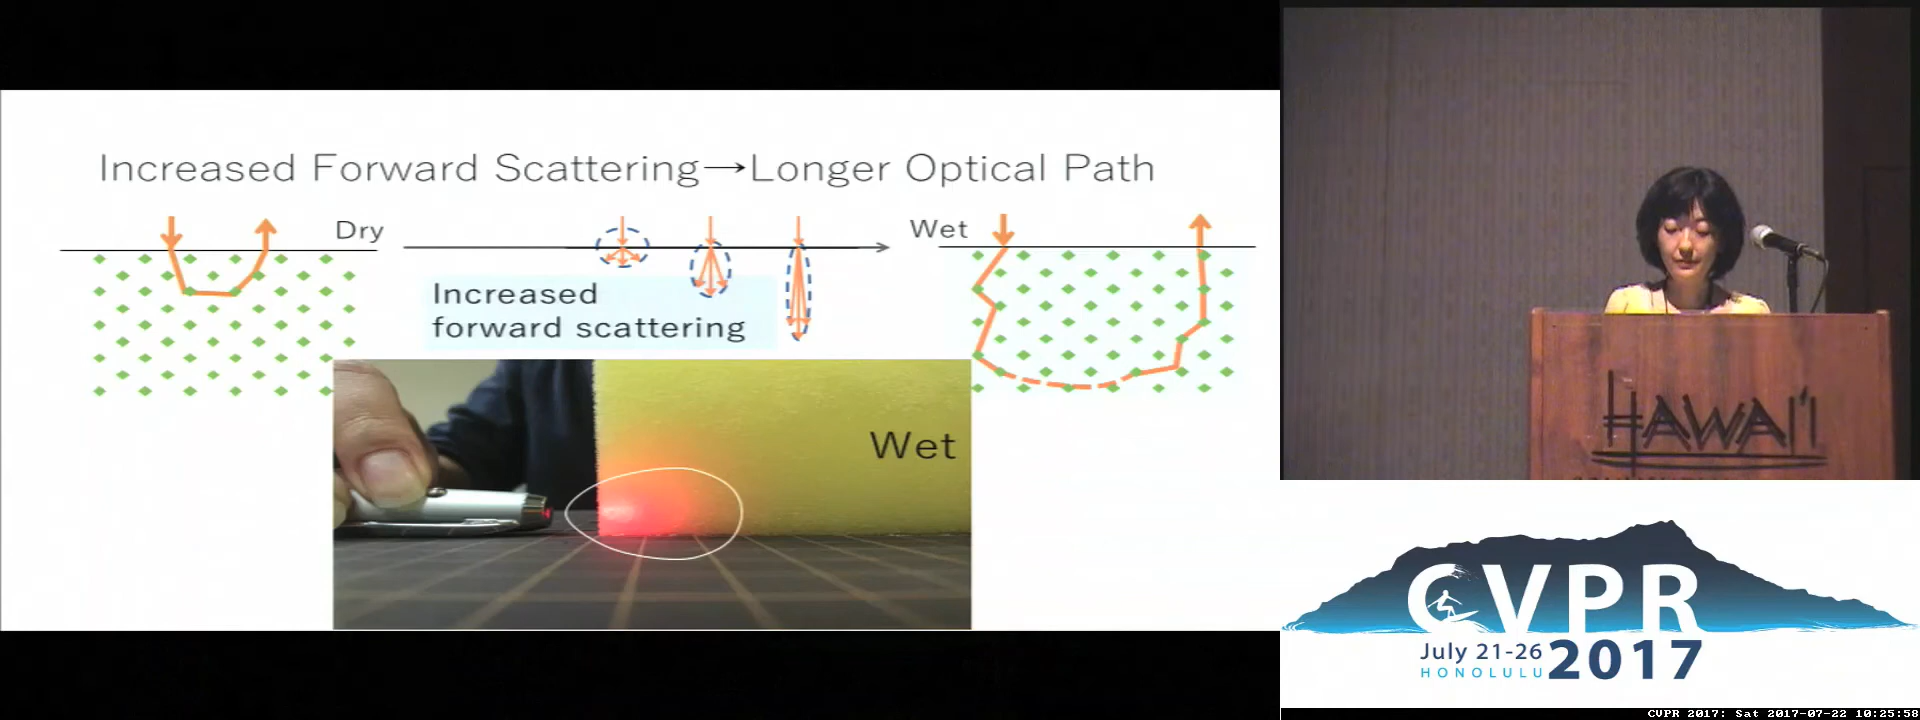 Increased Forward Scattering→Longer Optical Path
Dry
Wet
Increased
forward scattering
Wet
HAWAI'I
CVPR
July 21-26
HONOLULU
2017
CVPR 2017: Sat 2017-07-22 10:25:58